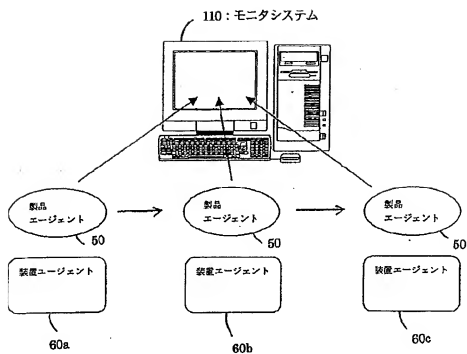 110：モニタシステム
製品
エージェント
製品
エージェント
製品
エージェント
50
50
50
装置エージェント
装置エージェント
装置エージェント
60a
60b
60c